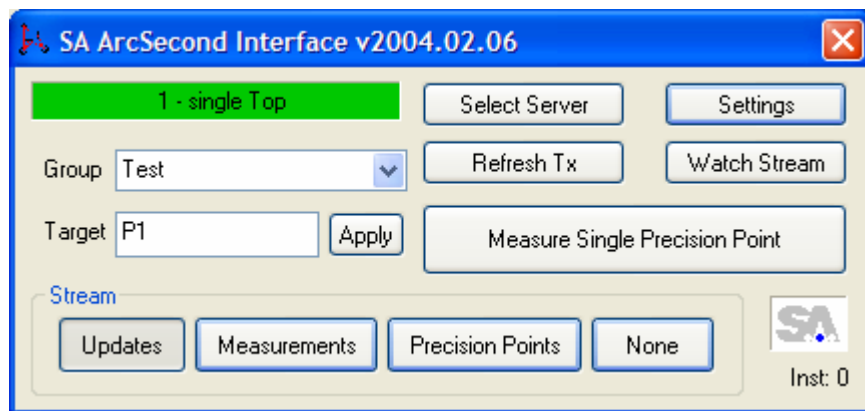 SA ArcSecond Interface v2004.02.06
1 - single Top
Select Server
Settings
Group
Test
Refresh Tx
Watch Stream
Target
P1
Apply
Measure Single Precision Point
Stream
Updates
Measurements
Precision Points
None
SA
Inst: 0